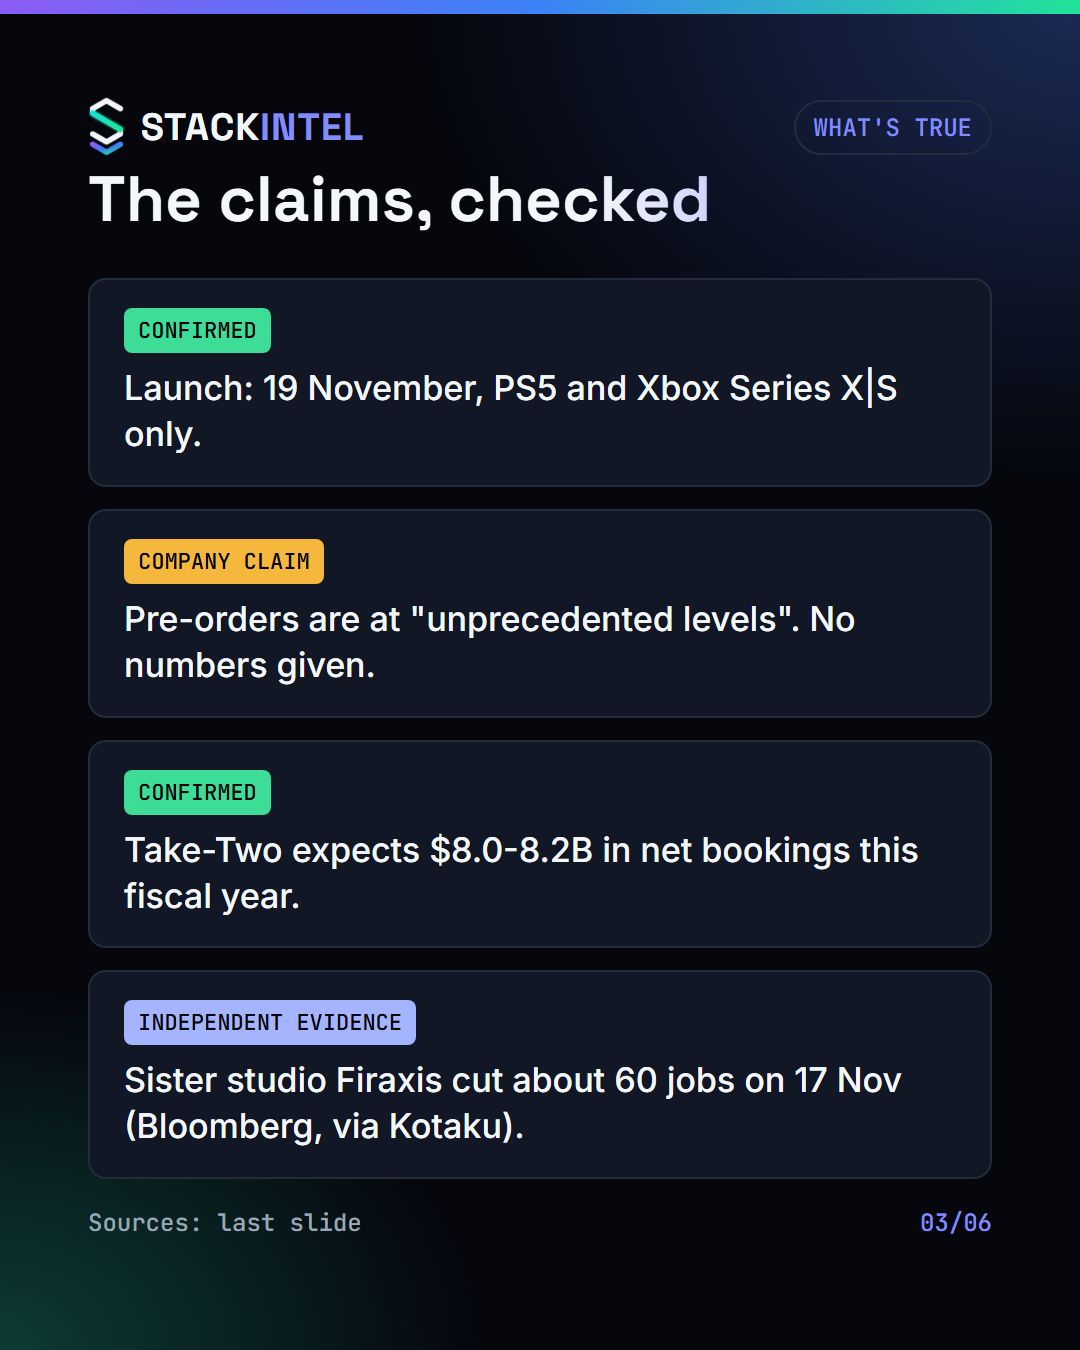 STACKINTEL
WHAT'S TRUE
The claims, checked
CONFIRMED
Launch: 19 November, PS5 and Xbox Series X|S
only.
COMPANY CLAIM
Pre-orders are at "unprecedented levels". No
numbers given.
CONFIRMED
Take-Two expects $8.0-8.2B in net bookings this
fiscal year.
INDEPENDENT EVIDENCE
Sister studio Firaxis cut about 60 jobs on 17 Nov
(Bloomberg, via Kotaku).
Sources: last slide
03/06